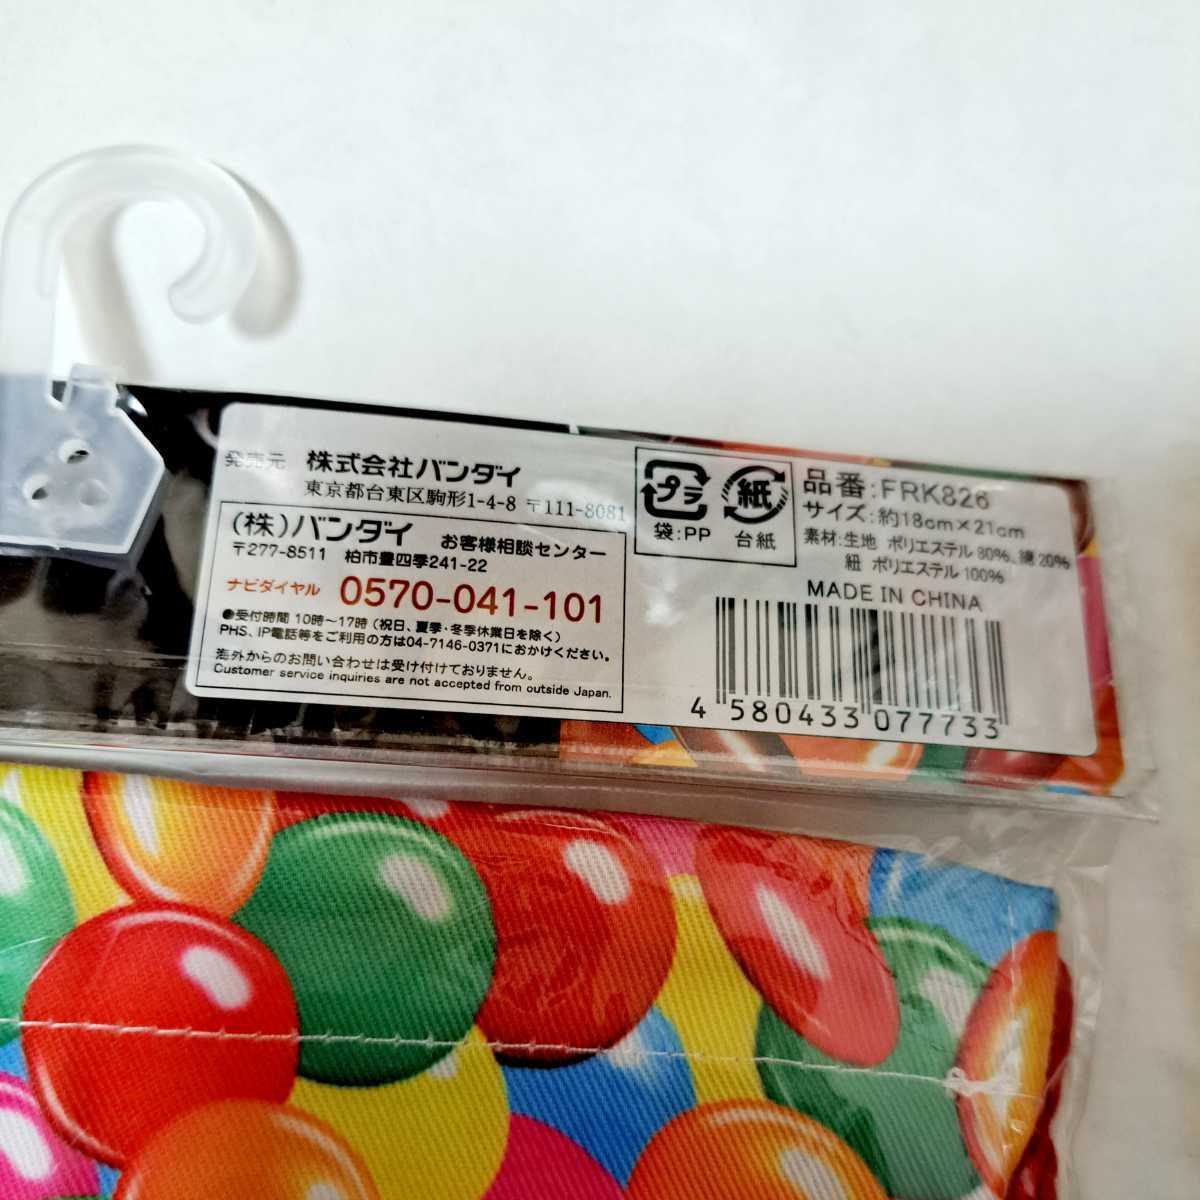 発売元 株式会社バンダイ
東京都台東区駒形1-4-8 〒111-8081
(株)バンダイ お客様相談センター
〒277-8511 柏市豊四季241-22
ナビダイヤル 0570-041-101
●受付時間 10時～17時(祝日、夏季・冬季休業日を除く)
PHS、IP電話等をご利用の方は04-7146-0371におかけください。
海外からのお問い合わせは受け付けておりません。
Customer service inquiries are not accepted from outside Japan.
プラ 紙
袋:PP 台紙
品番:FRK826
サイズ:約18cm×21cm
素材:生地 ポリエステル80%、綿20%
紐 ポリエステル100%
MADE IN CHINA
4 580433 077733